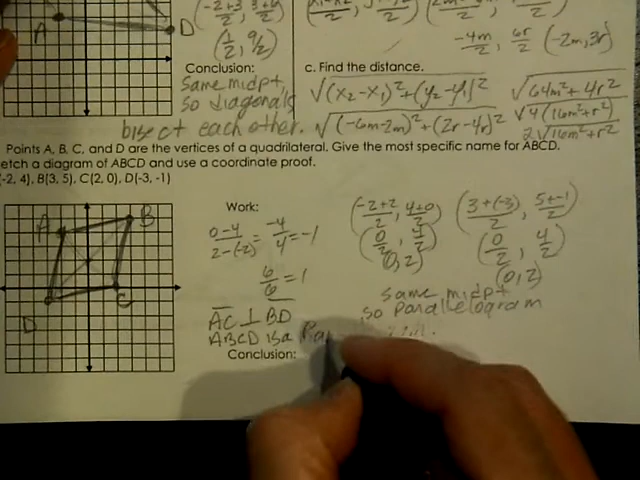 A
D
(-2+3/2, 3+6/2)
(1/2, 9/2)
-4m/2, 6r/2 (-2m, 3r)
Conclusion:
same midpt
so diagonals
bisect each other.
c. Find the distance.
√(x₂-x₁)²+(y₂-y₁)²
√(-6m-2m)²+(2r-4r)²
√64m²+4r²
√4(16m²+r²)
2√16m²+r²
Points A, B, C, and D are the vertices of a quadrilateral. Give the most specific name for ABCD.
etch a diagram of ABCD and use a coordinate proof.
-2, 4), B(3, 5), C(2, 0), D(-3, -1)
A
B
C
D
Work:
0-4/2-(-2) = -4/4 = -1
6/6 = 1
AC ⊥ BD
ABCD is a
Conclusion:
(-2+2/2, 4+0/2)
(0/2, 4/2)
(0, 2)
(3+(-3)/2, 5+-1/2)
(0/2, 4/2)
(0, 2)
same midpt
so parallelogram